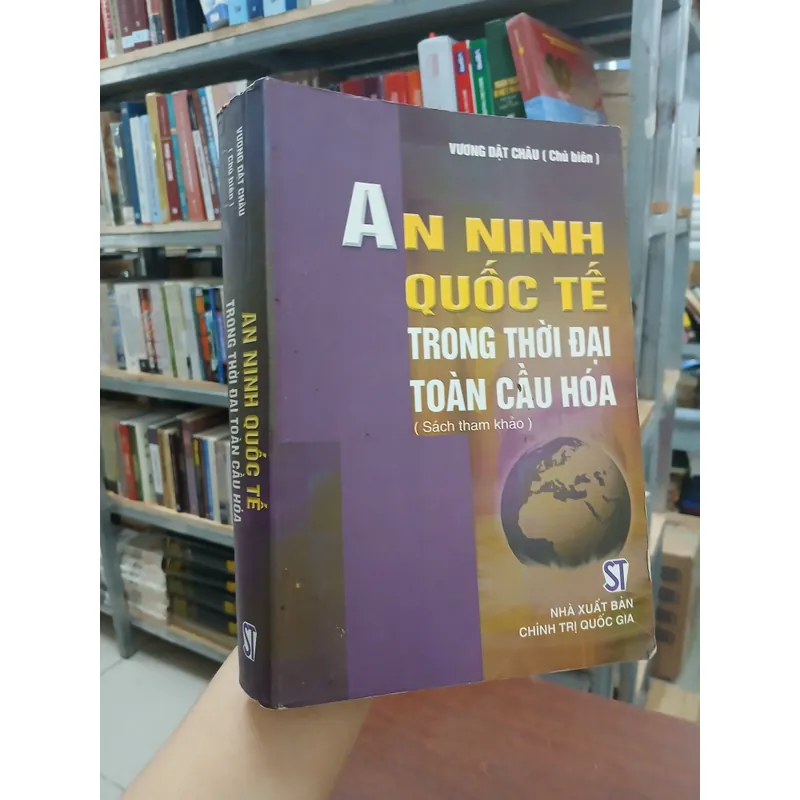 VƯƠNG DẬT CHÂU ( Chủ biên )
AN NINH
QUỐC TẾ
TRONG THỜI ĐẠI
TOÀN CẦU HÓA
( Sách tham khảo )
ST
NHÀ XUẤT BẢN
CHÍNH TRỊ QUỐC GIA
VƯƠNG DẬT CHÂU
( Chủ biên )
AN NINH QUỐC TẾ
TRONG THỜI ĐẠI TOÀN CẦU HÓA
ST